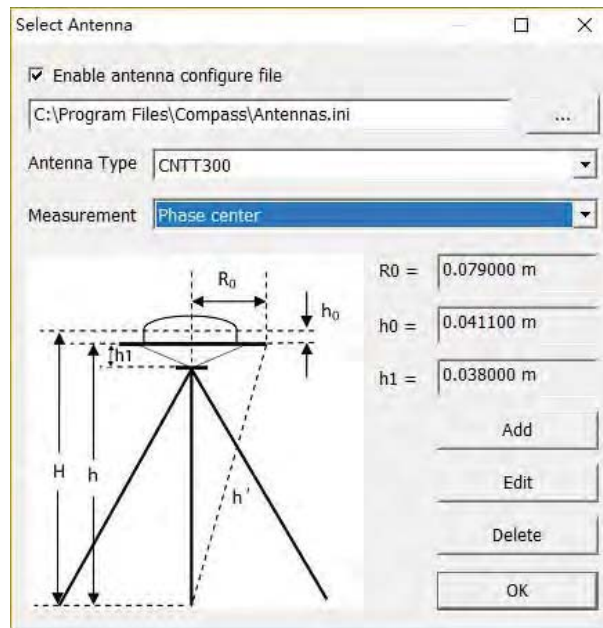 Select Antenna
Enable antenna configure file
C:\Program Files\Compass\Antennas.ini
...
Antenna Type CNTT300
Measurement Phase center
R0 = 0.079000 m
h0 = 0.041100 m
h1 = 0.038000 m
Add
Edit
Delete
OK
R₀
h₀
h1
H
h
h'